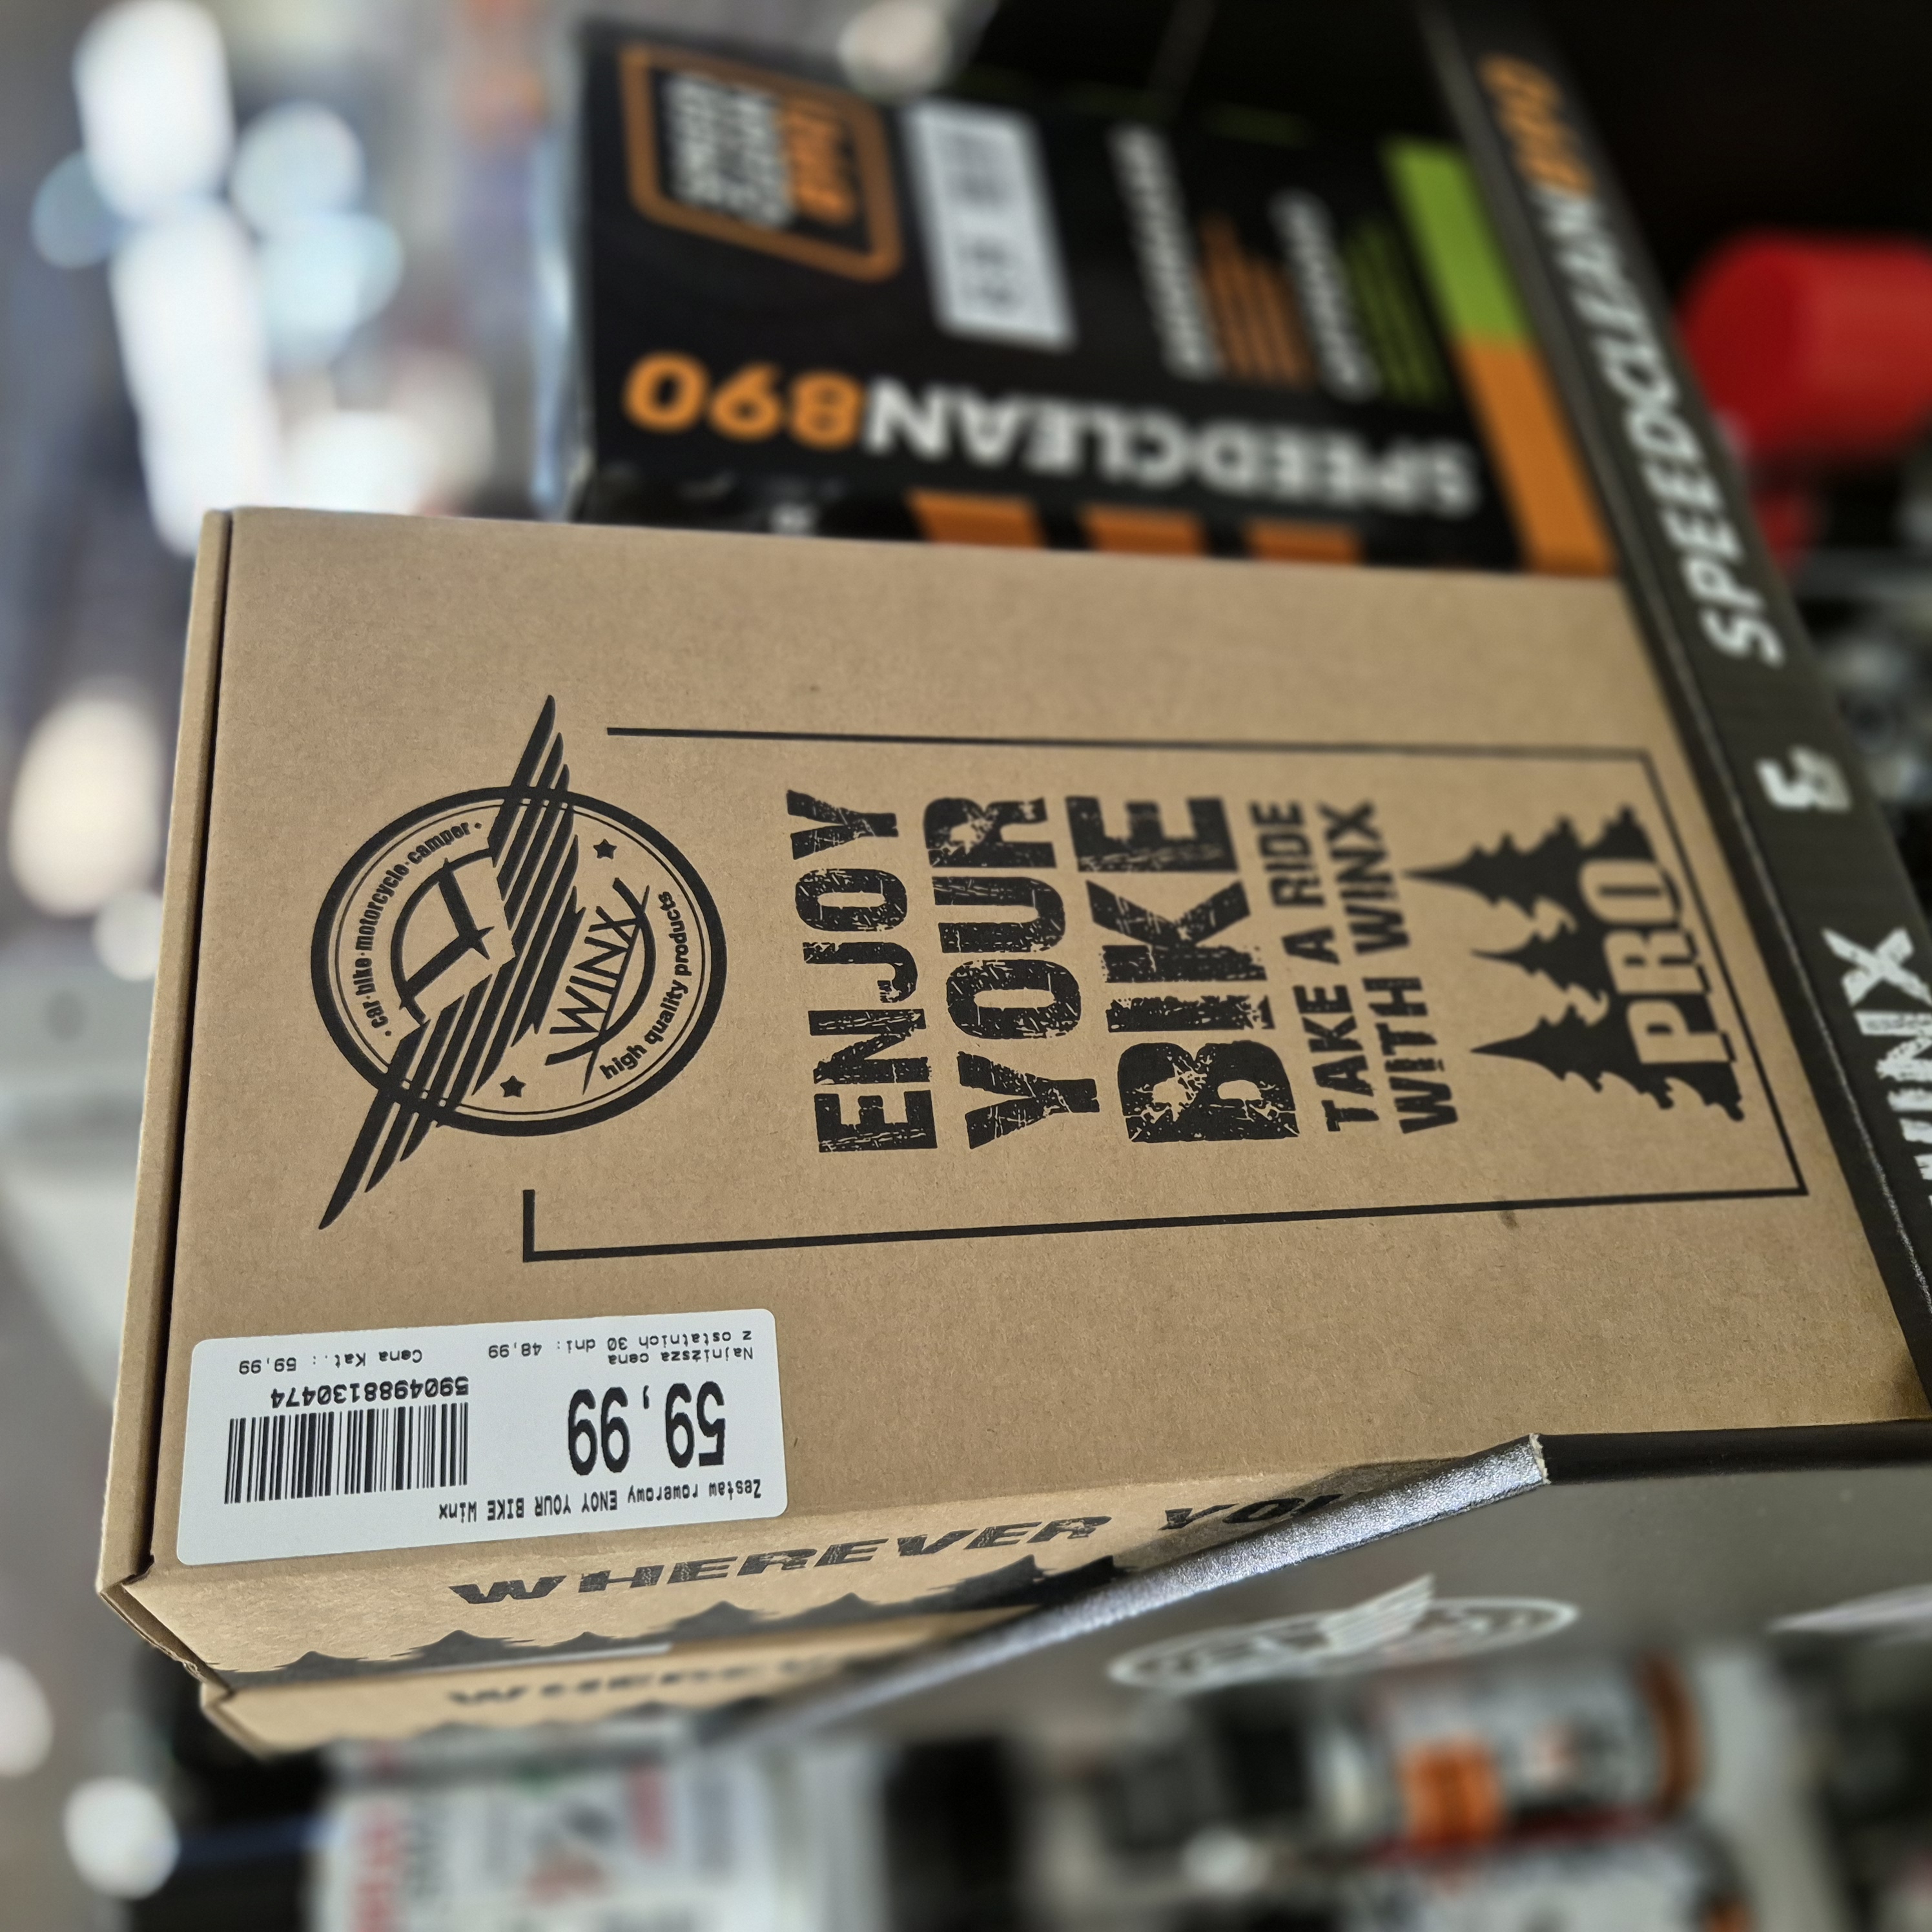 • car • bike • motorcycle • camper •
WINX
high quality products
ENJOY
YOUR
BIKE
TAKE A RIDE
WITH WINX
PRO
Zestaw rowerowy ENOY YOUR BIKE Winx
59,99
5904988130474
Najniższa cena
z ostatnich 30 dni: 48,99
Cena Kat.: 59,99
WHEREVER YOU
SPEEDCLEAN890
WINX & SPEEDCLEAN890